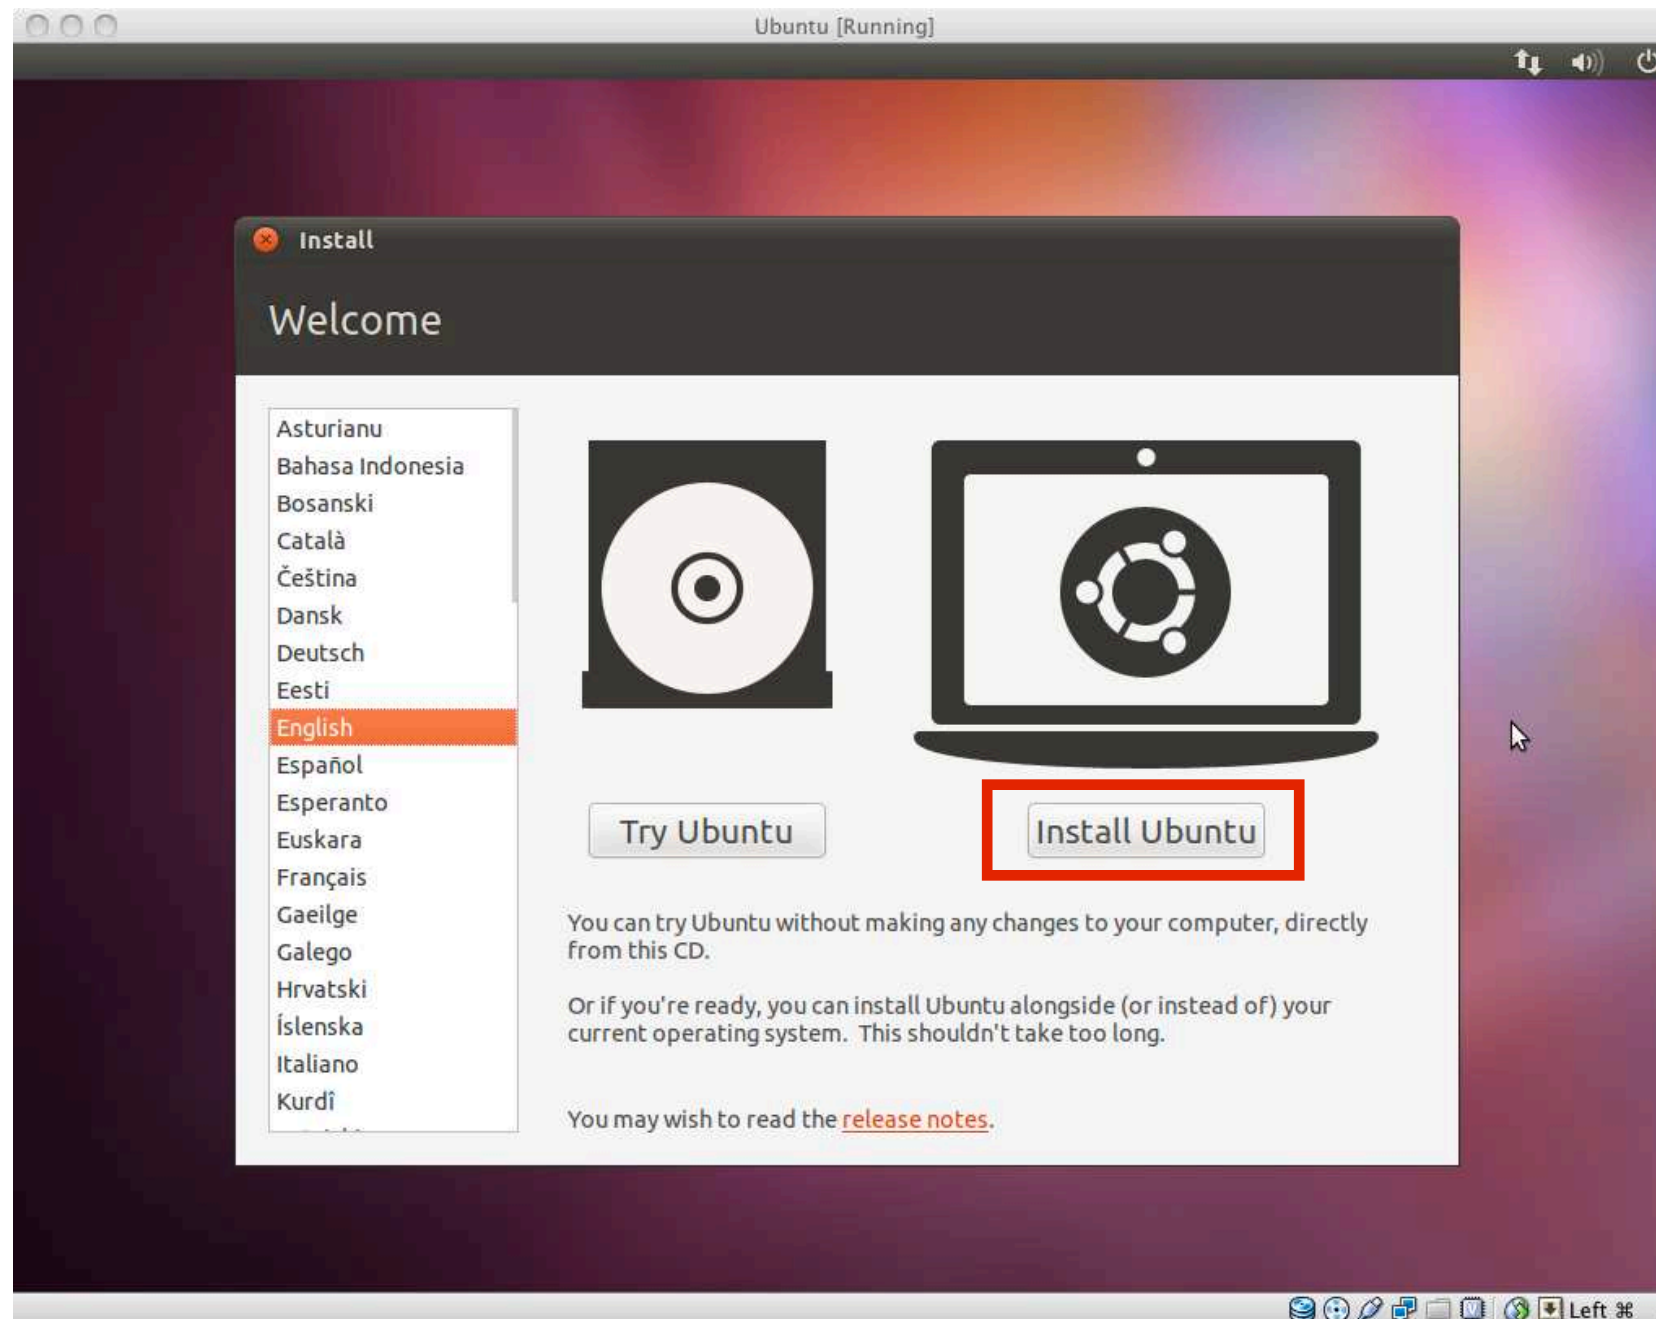 Ubuntu [Running]
Install
Welcome
Asturianu
Bahasa Indonesia
Bosanski
Català
Čeština
Dansk
Deutsch
Eesti
English
Español
Esperanto
Euskara
Français
Gaeilge
Galego
Hrvatski
Íslenska
Italiano
Kurdî
Try Ubuntu
Install Ubuntu
You can try Ubuntu without making any changes to your computer, directly
from this CD.
Or if you're ready, you can install Ubuntu alongside (or instead of) your
current operating system.  This shouldn't take too long.
You may wish to read the release notes.
Left ⌘